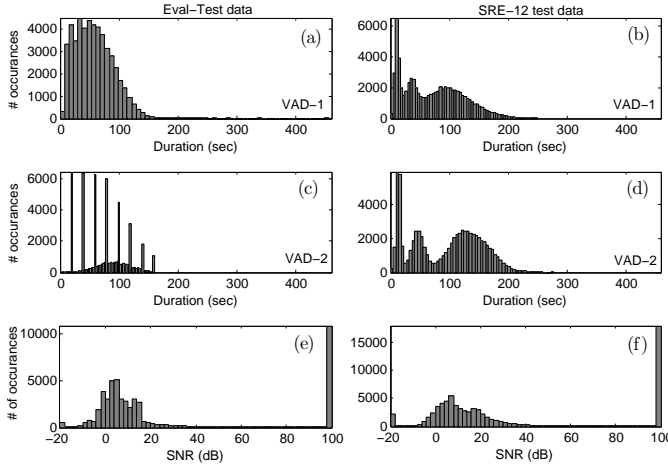 Eval−Test data
SRE−12 test data
# occurances
4000
3000
2000
1000
0
(a)
VAD−1
0 100 200 300 400
Duration (sec)
6000
4000
2000
0
(b)
VAD−1
0 100 200 300 400
Duration (sec)
# occurances
6000
4000
2000
0
(c)
VAD−2
0 100 200 300 400
Duration (sec)
4000
2000
0
(d)
VAD−2
0 100 200 300 400
Duration (sec)
# of occurances
10000
5000
0
(e)
−20 0 20 40 60 80 100
SNR (dB)
15000
10000
5000
0
(f)
−20 0 20 40 60 80 100
SNR (dB)